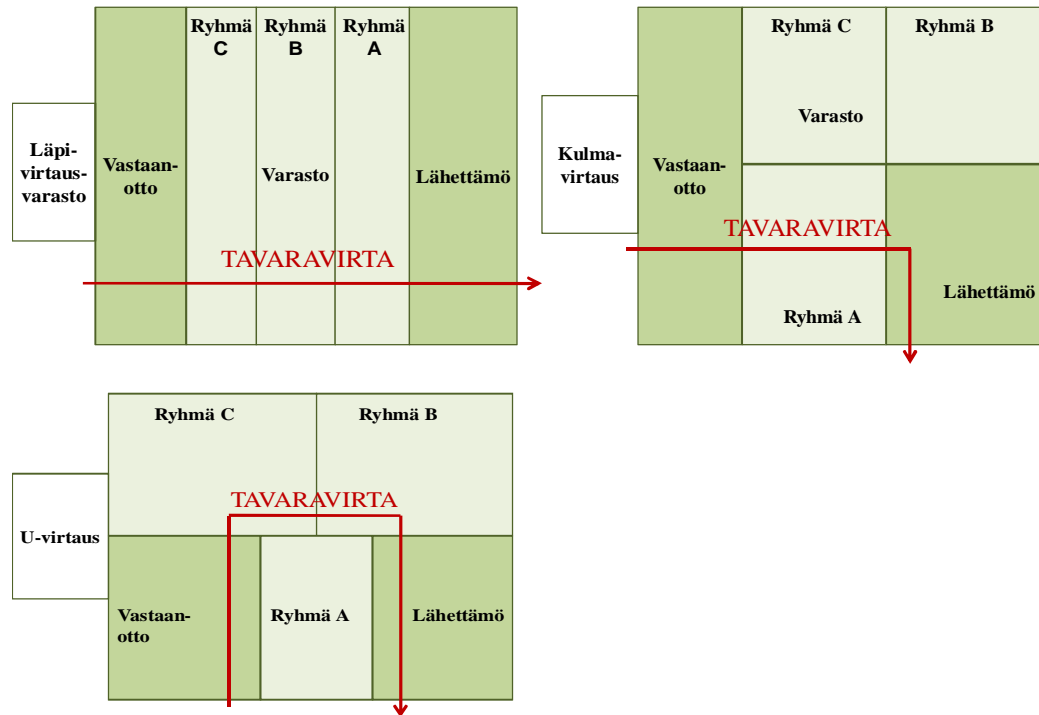 Ryhmä
C
Ryhmä
B
Ryhmä
A
Läpi-
virtaus-
varasto
Vastaan-
otto
Varasto
Lähettämö
TAVARAVIRTA
Ryhmä C
Ryhmä B
Varasto
Kulma-
virtaus
Vastaan-
otto
TAVARAVIRTA
Lähettämö
Ryhmä A
Ryhmä C
Ryhmä B
TAVARAVIRTA
U-virtaus
Vastaan-
otto
Ryhmä A
Lähettämö